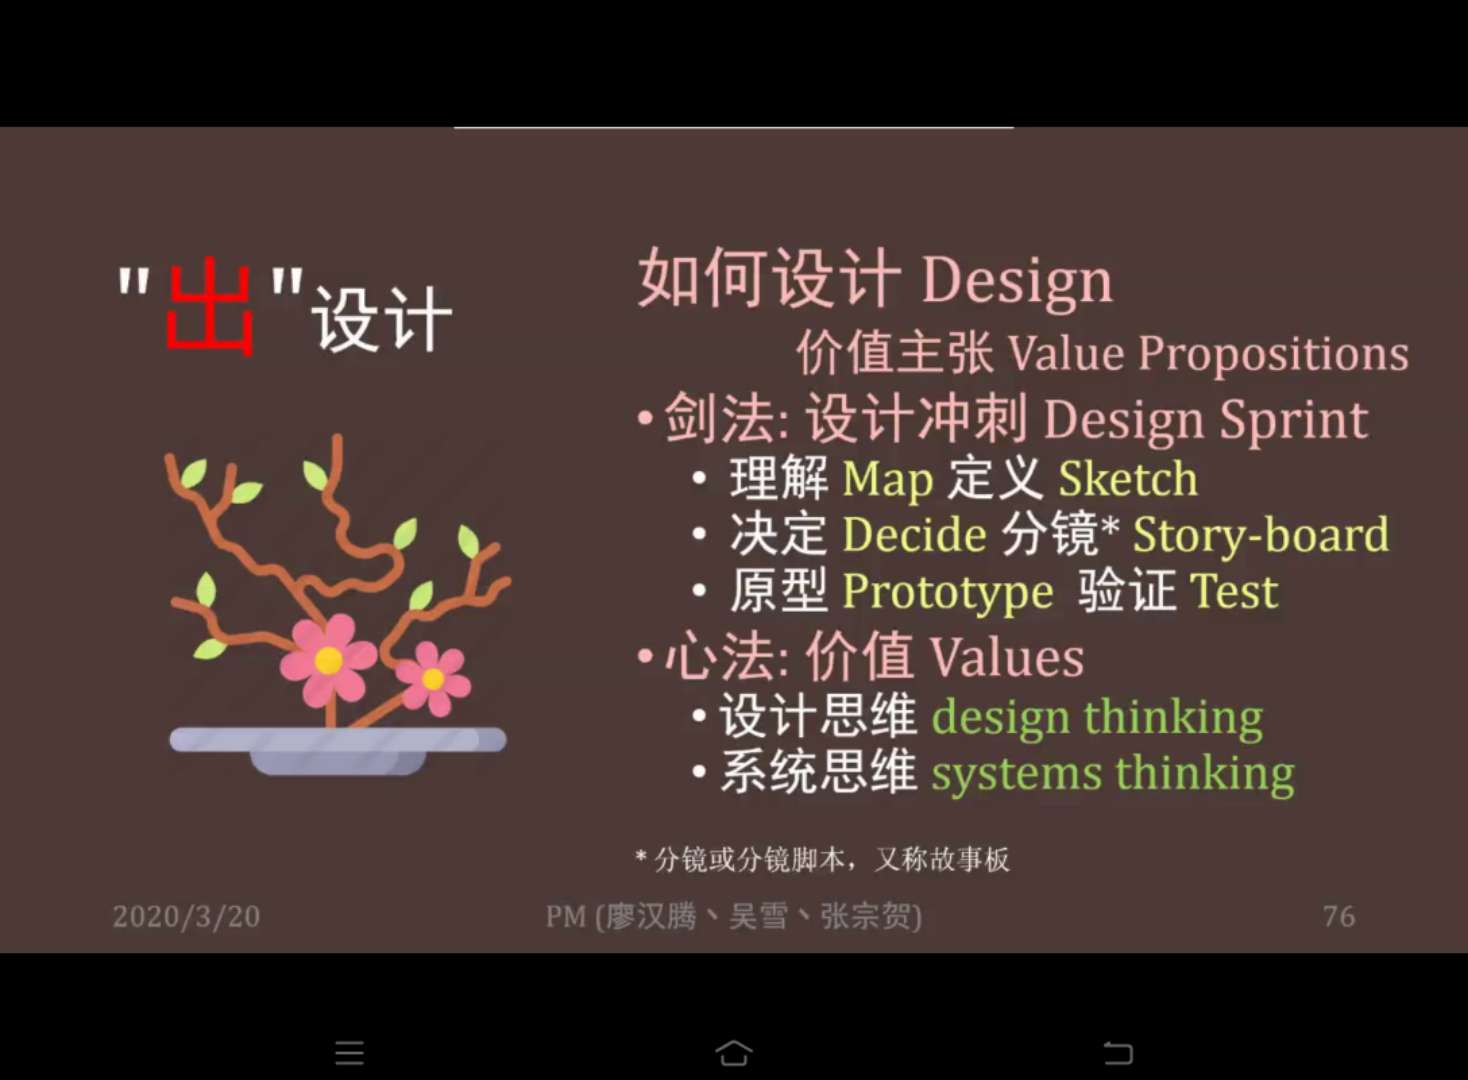 "出"设计
如何设计 Design
价值主张 Value Propositions
• 剑法: 设计冲刺 Design Sprint
• 理解 Map 定义 Sketch
• 决定 Decide 分镜* Story-board
• 原型 Prototype 验证 Test
• 心法: 价值 Values
• 设计思维 design thinking
• 系统思维 systems thinking
* 分镜或分镜脚本，又称故事板
2020/3/20
PM (廖汉腾、吴雪、张宗贺)
76